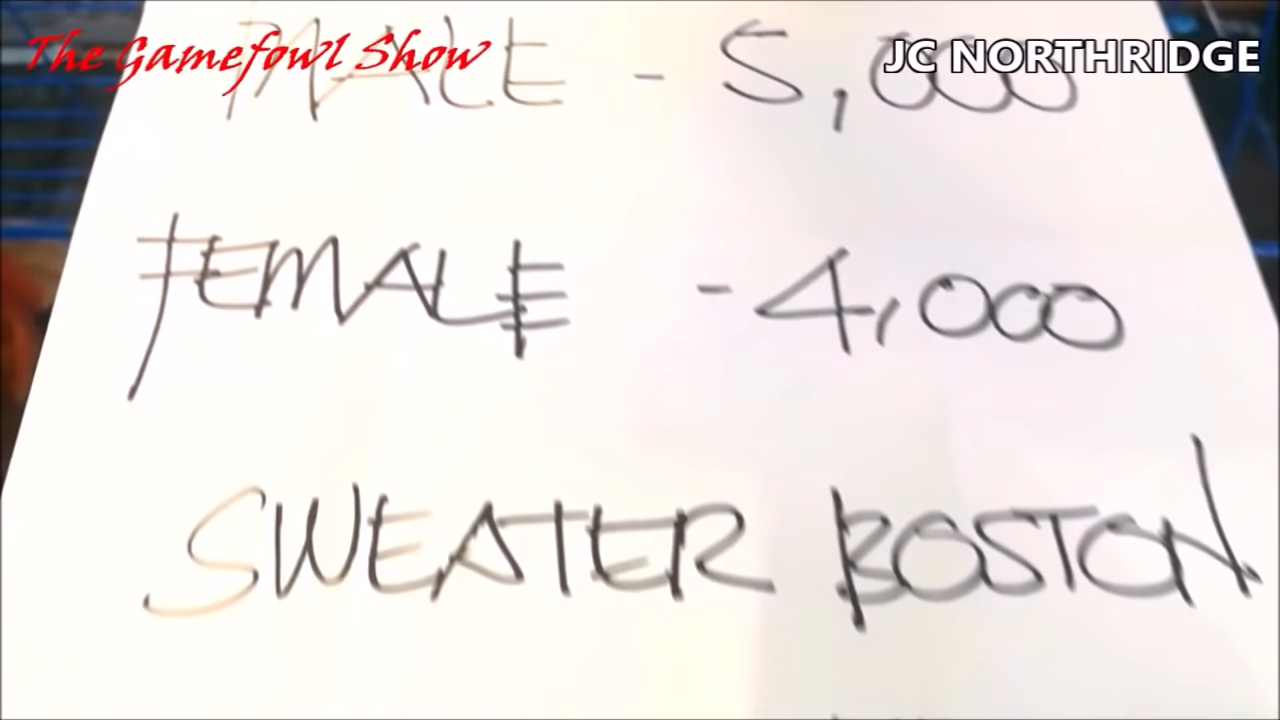 The Gamefowl Show
JC NORTHRIDGE
MALE - 5,000
FEMALE - 4,000
SWEATER BOSTON